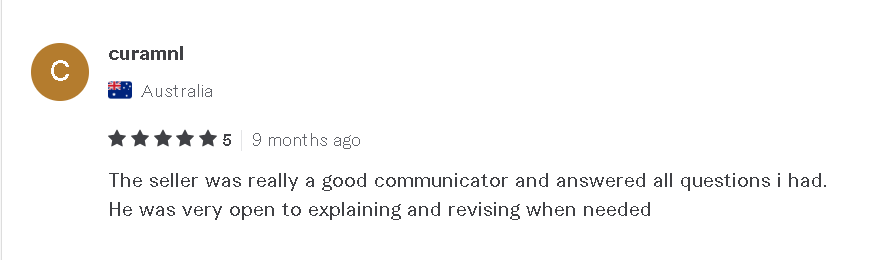 C
curamnl
Australia
5
9 months ago
The seller was really a good communicator and answered all questions i had.
He was very open to explaining and revising when needed